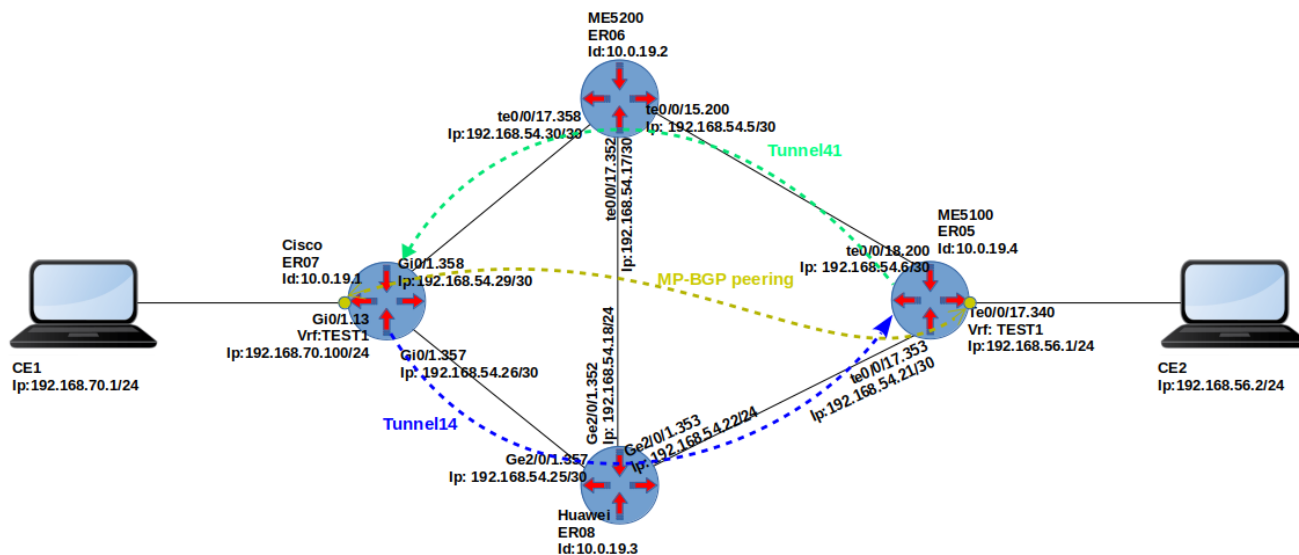 ME5200
ER06
Id:10.0.19.2
te0/0/17.358
Ip:192.168.54.30/30
te0/0/15.200
Ip: 192.168.54.5/30
te0/0/17.352
Ip:192.168.54.17/30
Tunnel41
ME5100
ER05
Id:10.0.19.4
te0/0/18.200
Ip: 192.168.54.6/30
Cisco
ER07
Id:10.0.19.1
Gi0/1.358
Ip:192.168.54.29/30
MP-BGP peering
Gi0/1.13
Vrf:TEST1
Ip:192.168.70.100/24
Te0/0/17.340
Vrf: TEST1
Ip:192.168.56.1/24
CE1
Ip:192.168.70.1/24
CE2
Ip:192.168.56.2/24
Gi0/1.357
Ip: 192.168.54.26/30
Ge2/0/1.352
Ip: 192.168.54.18/24
te0/0/17.353
Ip:192.168.54.21/30
Tunnel14
Ge2/0/1.353
Ip: 192.168.54.22/24
Ge2/0/1.357
Ip: 192.168.54.25/30
Huawei
ER08
Id:10.0.19.3